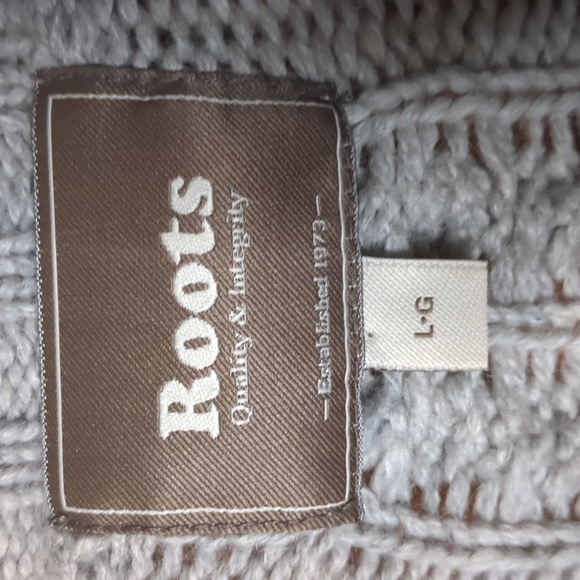 Roots
Quality & Integrity
— Established 1973 —
L•G